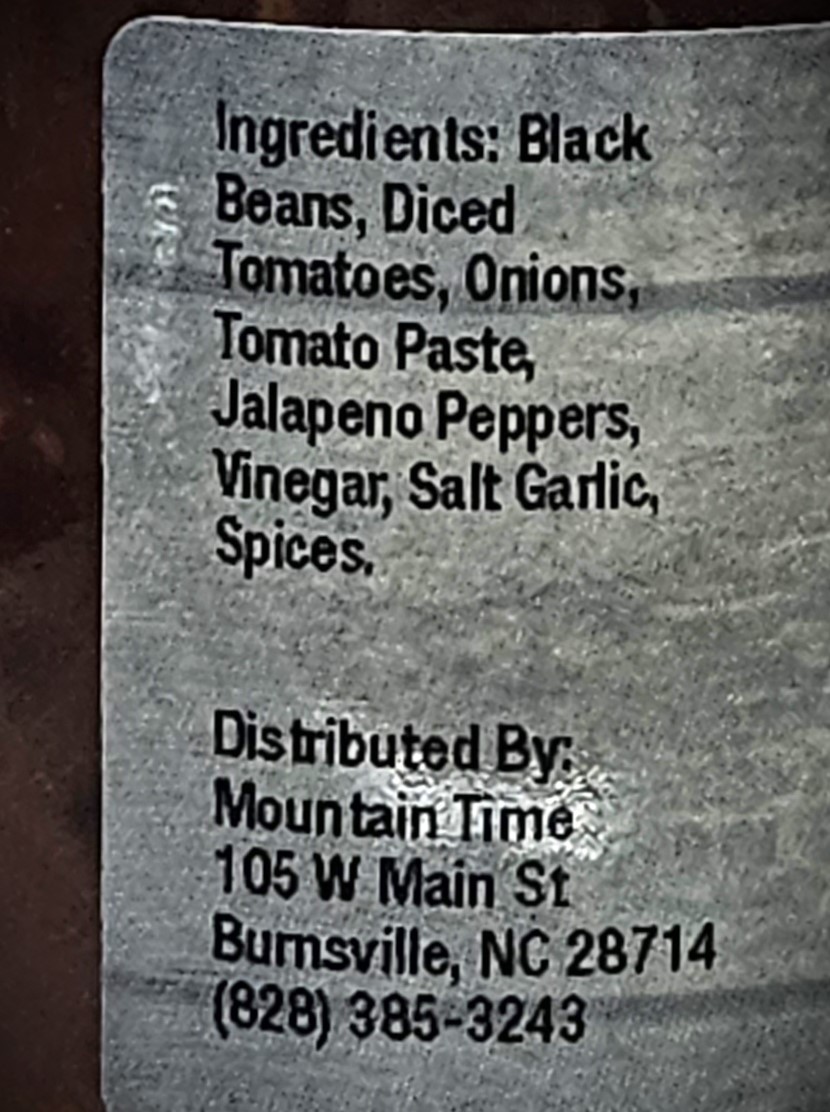 Ingredients: Black
Beans, Diced
Tomatoes, Onions,
Tomato Paste,
Jalapeno Peppers,
Vinegar, Salt Garlic,
Spices.
Distributed By:
Mountain Time
105 W Main St
Burnsville, NC 28714
(828) 385-3243